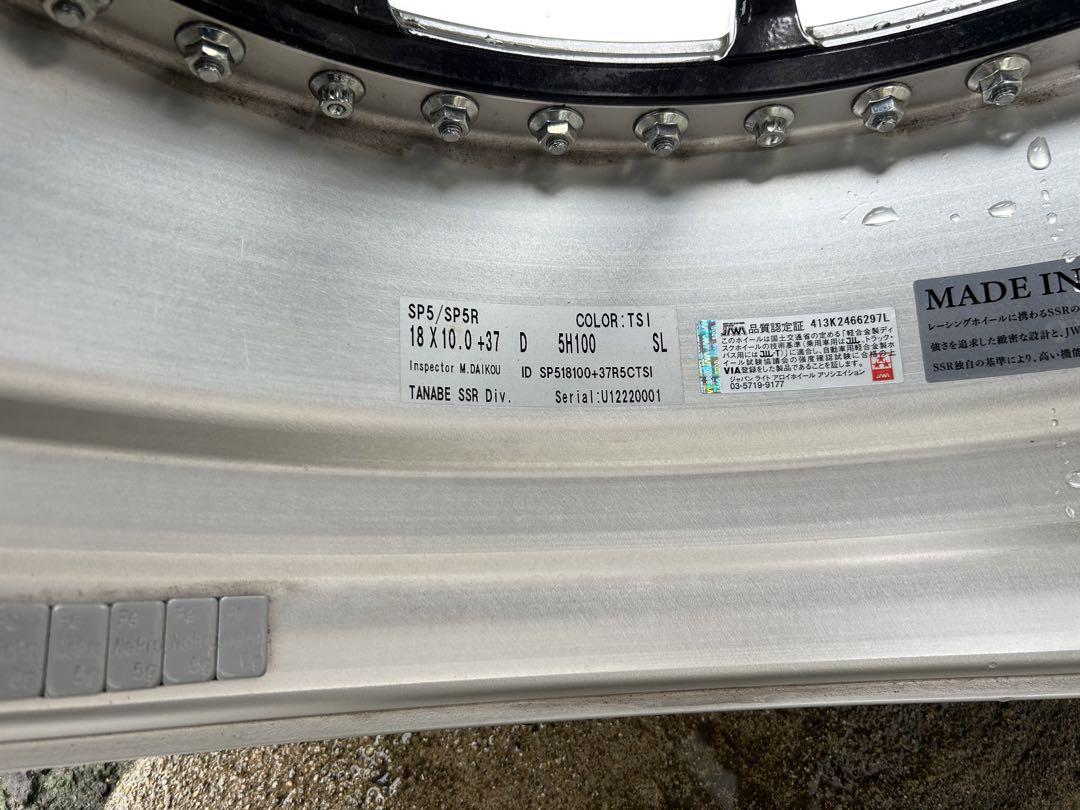 SP5/SP5R COLOR:TSI
18 X 10.0 +37 D 5H100 SL
Inspector M.DAIKOU ID SP518100+37R5CTSI
TANABE SSR Div. Serial:U12220001
JAWA 品質認定証 413K2466297L
このホイールは国土交通省の定める「軽合金製ディ
スクホイールの技術基準(乗用車用は JWL、トラック・
バス用には JWL-T)」に適合し、自動車用軽合金製ホ
イール試験協議会の強度確認試験に合格の上
VIA登録をした製品であることを証します。
ジャパン ライト アロイホイール アソシエイション
03-5719-9177
JAWA
MADE IN
レーシングホイールに携わるSSRの
強さを追求した緻密な設計と、JW
SSR独自の基準により、高い機能
Fe
5g
Fe
5g